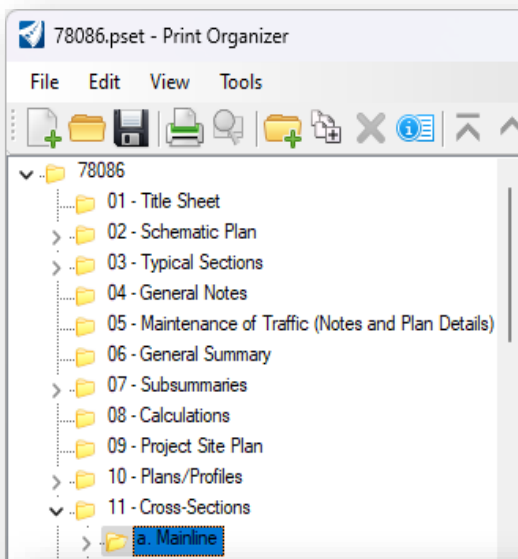 78086.pset - Print Organizer
File Edit View Tools
78086
01 - Title Sheet
02 - Schematic Plan
03 - Typical Sections
04 - General Notes
05 - Maintenance of Traffic (Notes and Plan Details)
06 - General Summary
07 - Subsummaries
08 - Calculations
09 - Project Site Plan
10 - Plans/Profiles
11 - Cross-Sections
a. Mainline